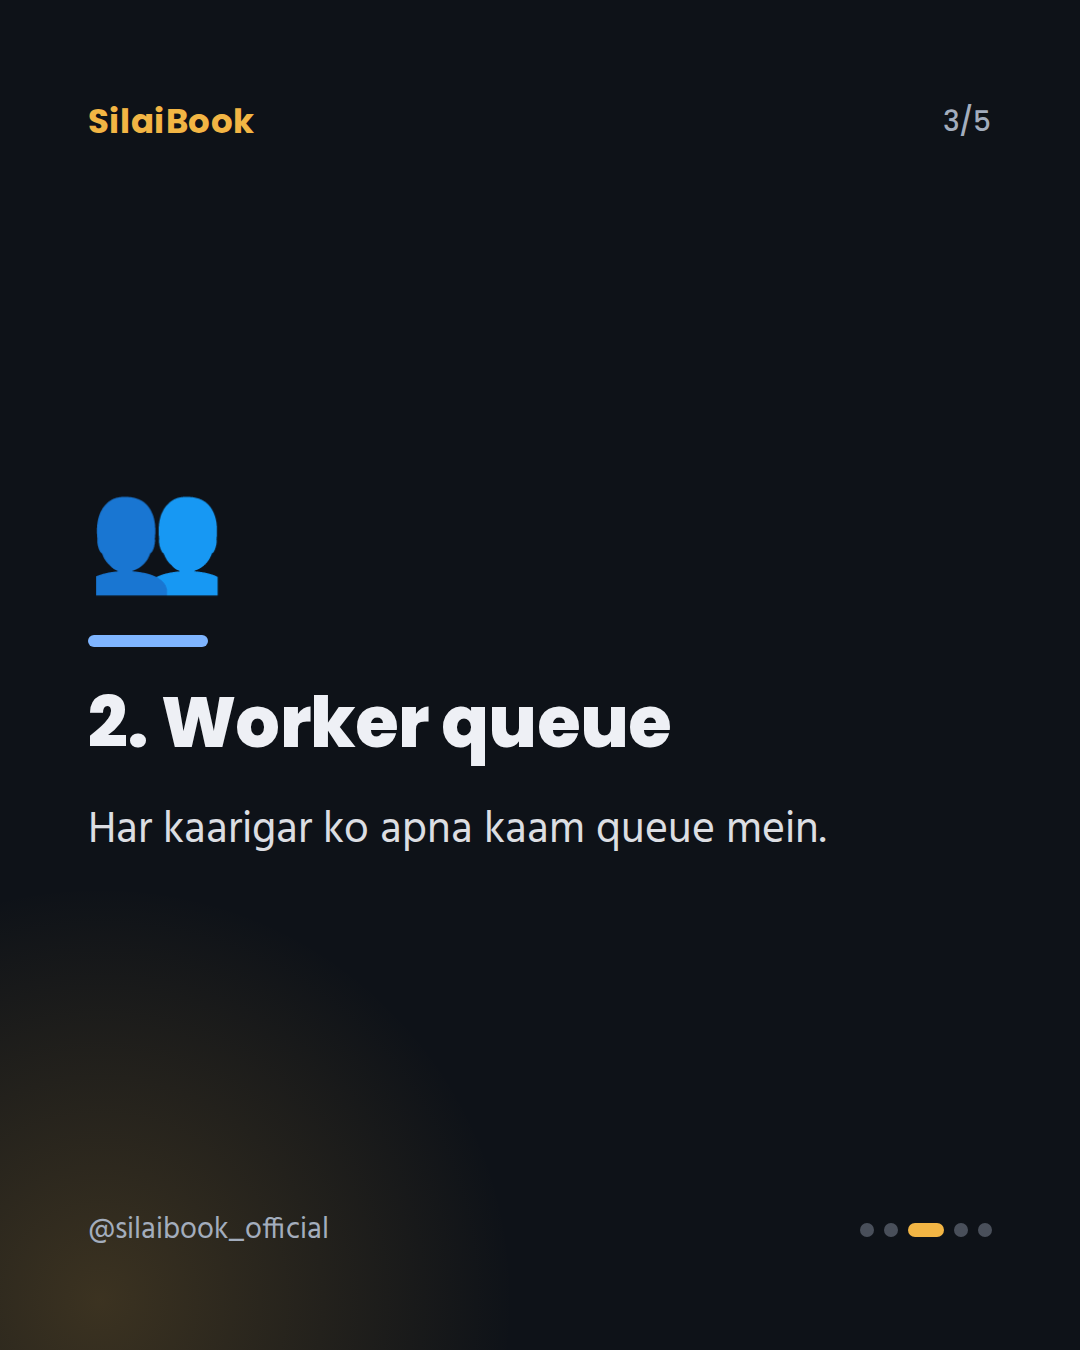 SilaiBook
3/5
2. Worker queue
Har kaarigar ko apna kaam queue mein.
@silaibook_official